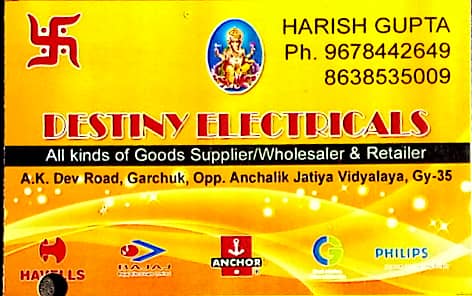 HARISH GUPTA
Ph. 9678442649
8638535009
DESTINY ELECTRICALS
All kinds of Goods Supplier/Wholesaler & Retailer
A.K. Dev Road, Garchuk, Opp. Anchalik Jatiya Vidyalaya, Gy-35
HAVELLS
BAJAJ
ANCHOR
PHILIPS